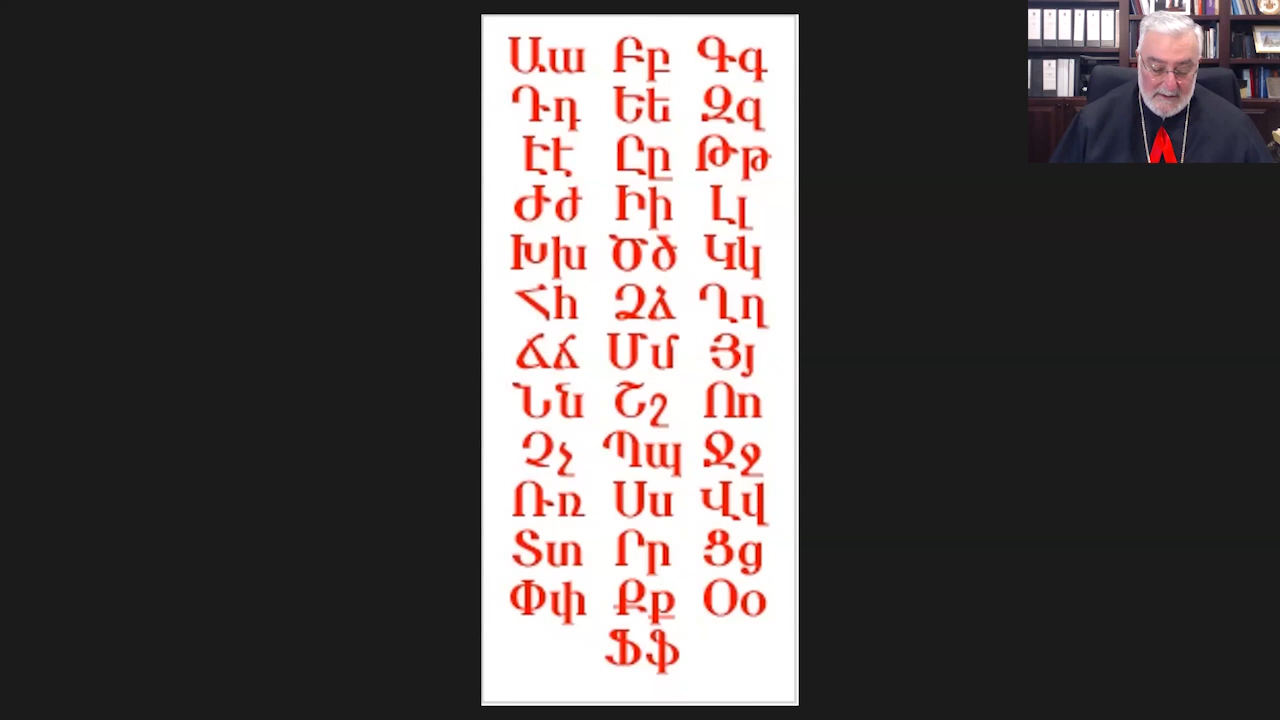 Աա Բբ Գգ
Դդ Եե Զզ
Էէ Ըը Թթ
Ժժ Իի Լլ
Խխ Ծծ Կկ
Հհ Ձձ Ղղ
Ճճ Մմ Յյ
Նն Շշ Ոո
Չչ Պպ Ջջ
Ռռ Սս Վվ
Տտ Րր Ցց
Փփ Քք Օօ
Ֆֆ